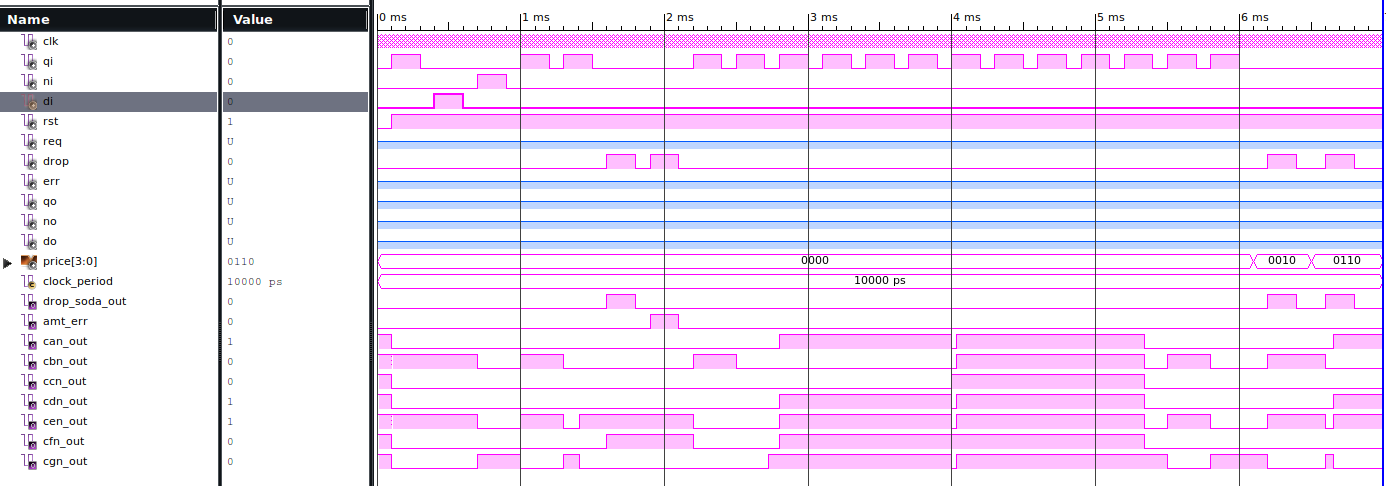 Name Value 0 ms 1 ms 2 ms 3 ms 4 ms 5 ms 6 ms
clk 0
qi 0
ni 0
di 0
rst 1
req U
drop 0
err U
qo U
no U
do U
price[3:0] 0110 0000 0010 0110
clock_period 10000 ps 10000 ps
drop_soda_out 0
amt_err 0
can_out 1
cbn_out 0
ccn_out 0
cdn_out 1
cen_out 1
cfn_out 0
cgn_out 0